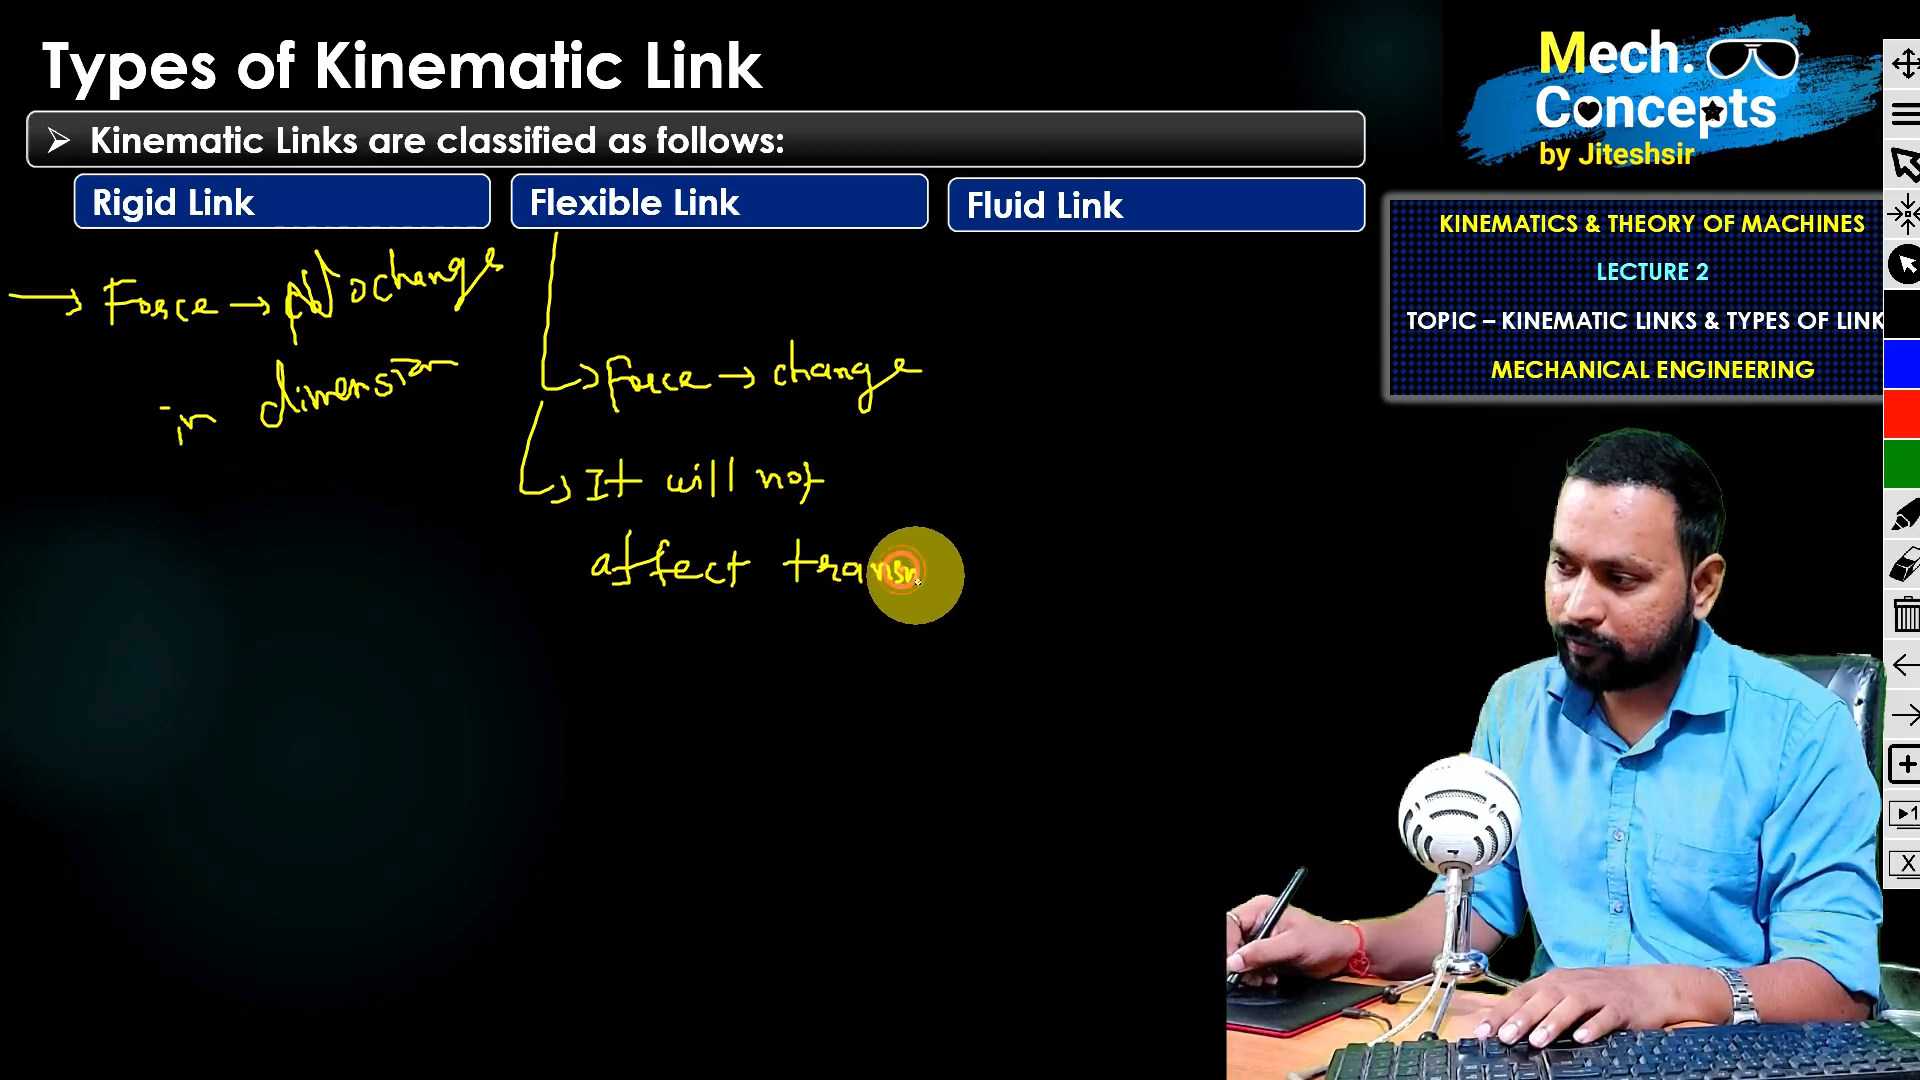 Types of Kinematic Link
Kinematic Links are classified as follows:
Rigid Link
Flexible Link
Fluid Link
Force → No change
in dimension
Force → change
It will not
affect transm
Mech.
Concepts
by Jiteshsir
KINEMATICS & THEORY OF MACHINES
LECTURE 2
TOPIC – KINEMATIC LINKS & TYPES OF LINK
MECHANICAL ENGINEERING